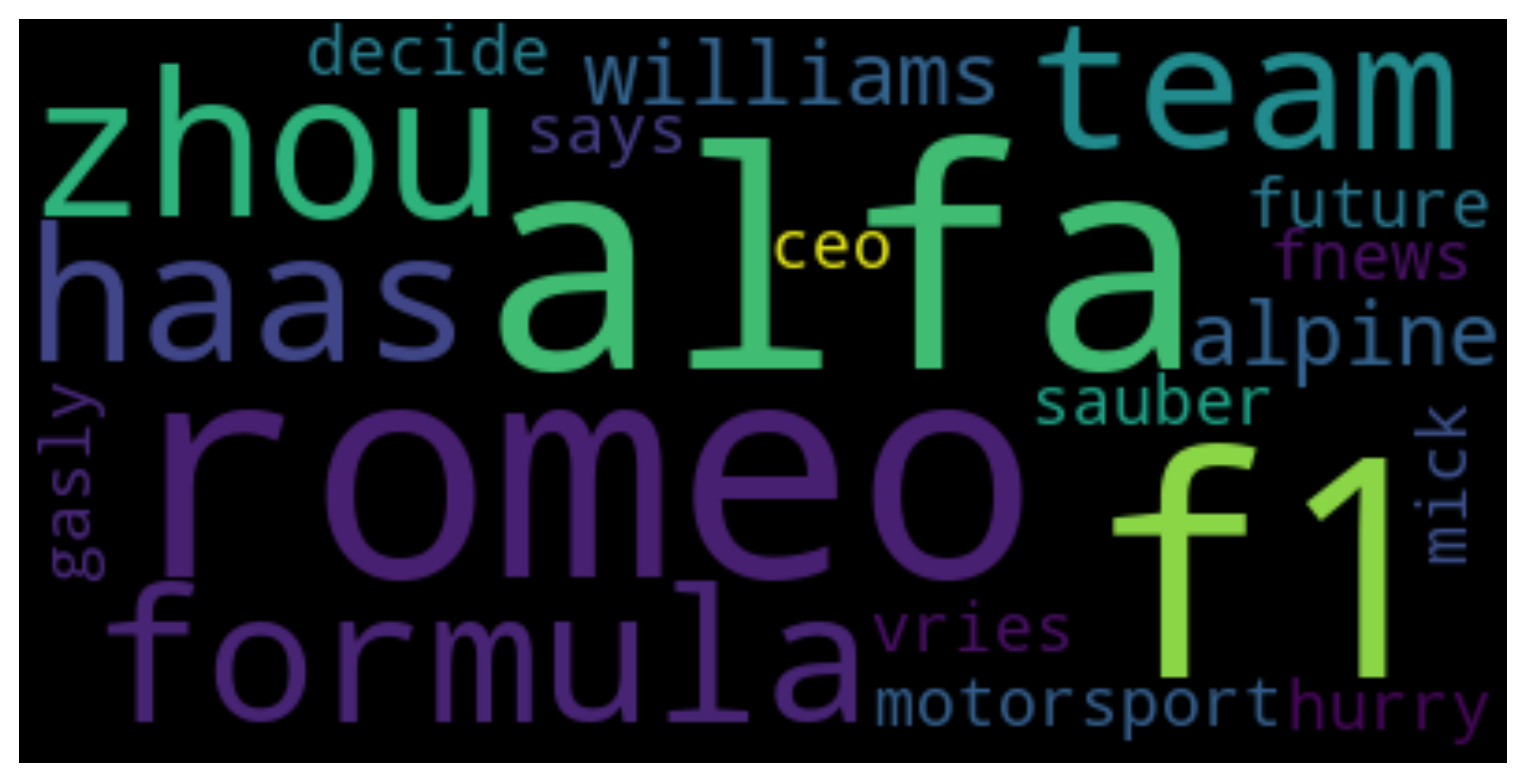 decide
williams
team
zhou
says
alfa
future
ceo
fnews
haas
alpine
sauber
romeo
gasly
mick
f1
formula
vries
motorsport
hurry